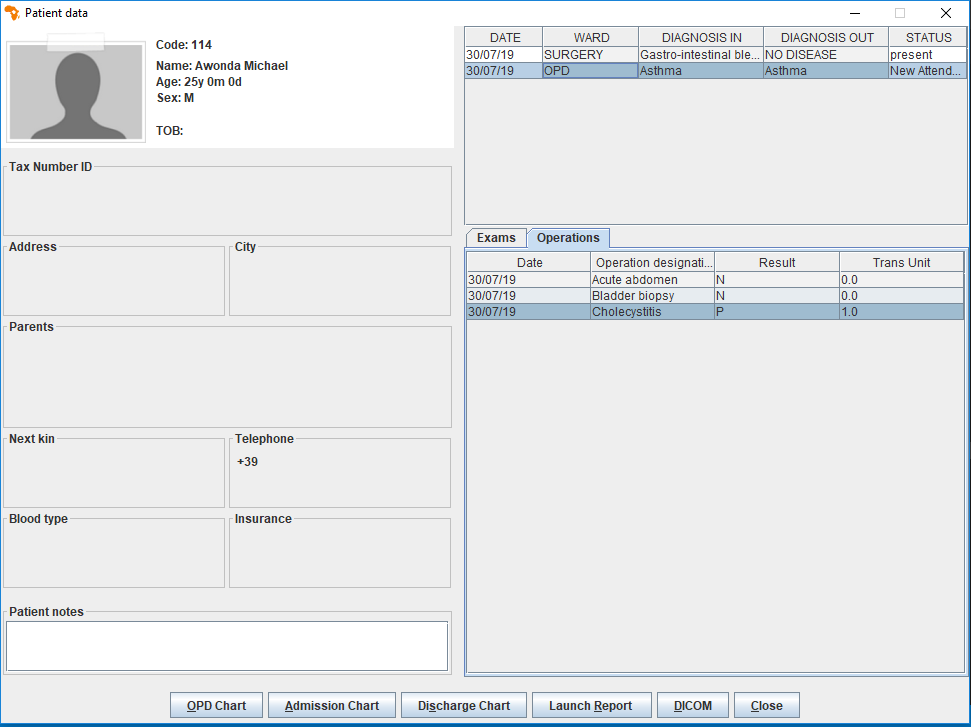 Patient data
Code: 114
Name: Awonda Michael
Age: 25y 0m 0d
Sex: M
TOB:
Tax Number ID
Address City
Parents
Next kin Telephone
+39
Blood type Insurance
Patient notes
DATE WARD DIAGNOSIS IN DIAGNOSIS OUT STATUS
30/07/19 SURGERY Gastro-intestinal ble... NO DISEASE present
30/07/19 OPD Asthma Asthma New Attend...
Exams Operations
Date Operation designati... Result Trans Unit
30/07/19 Acute abdomen N 0.0
30/07/19 Bladder biopsy N 0.0
30/07/19 Cholecystitis P 1.0
OPD Chart Admission Chart Discharge Chart Launch Report DICOM Close